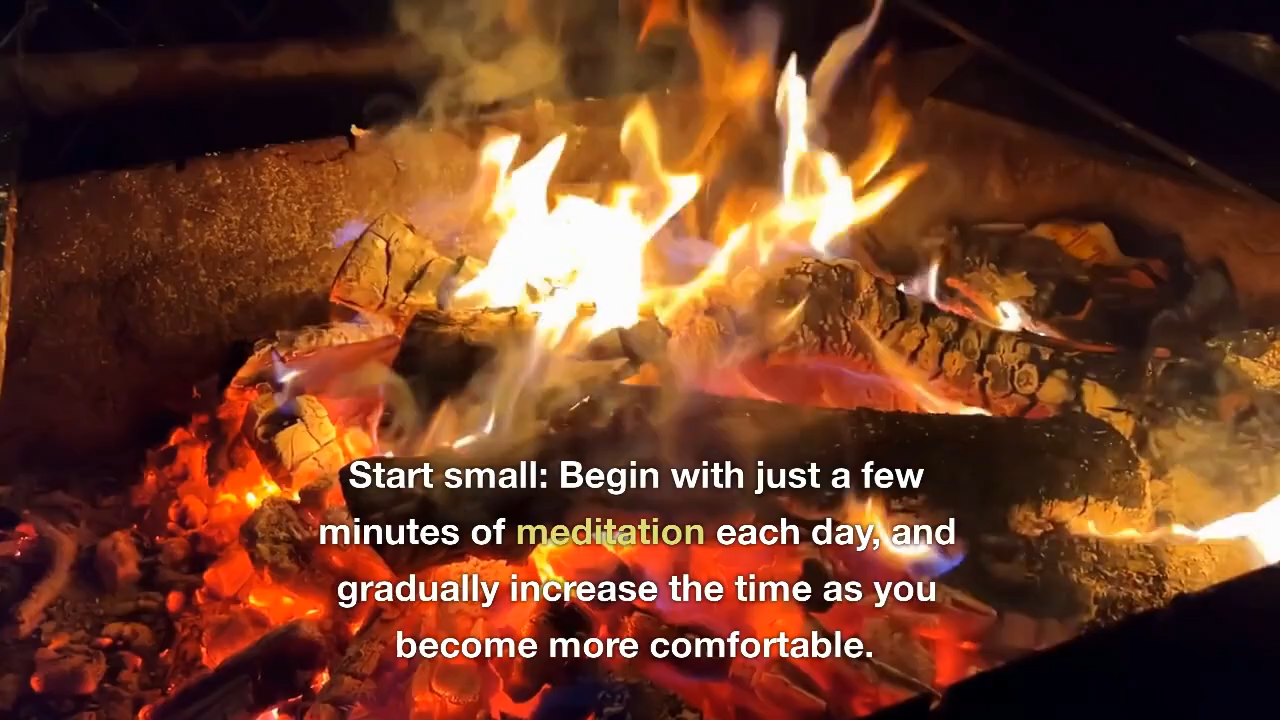 Start small: Begin with just a few
minutes of meditation each day, and
gradually increase the time as you
become more comfortable.